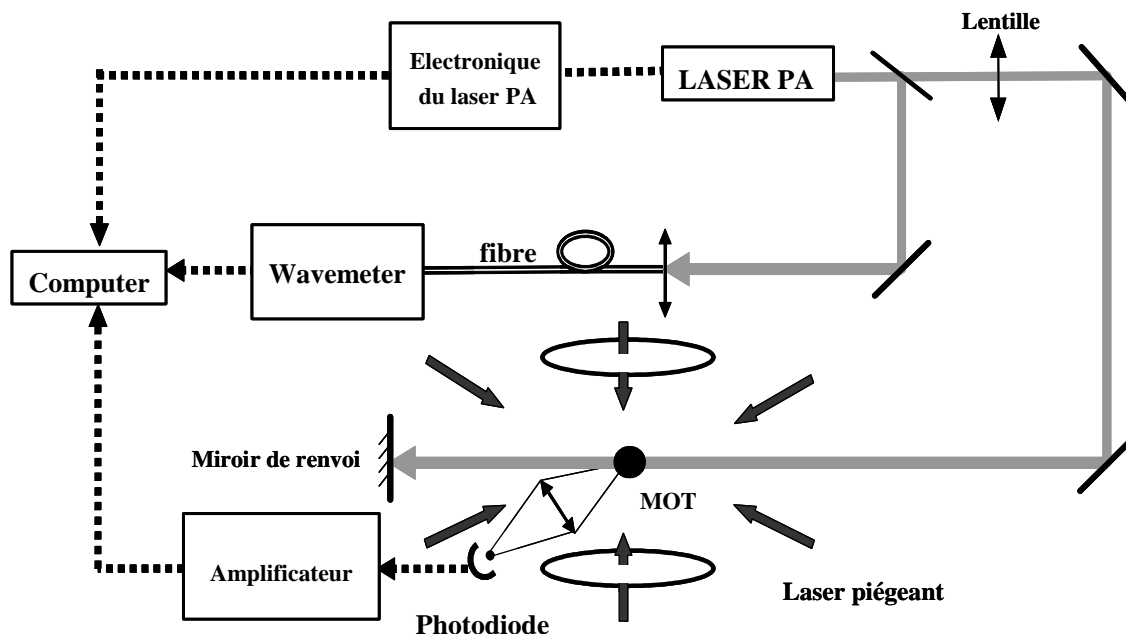 Lentille
Electronique
du laser PA
LASER PA
fibre
Wavemeter
Computer
Miroir de renvoi
MOT
Amplificateur
Laser piégeant
Photodiode